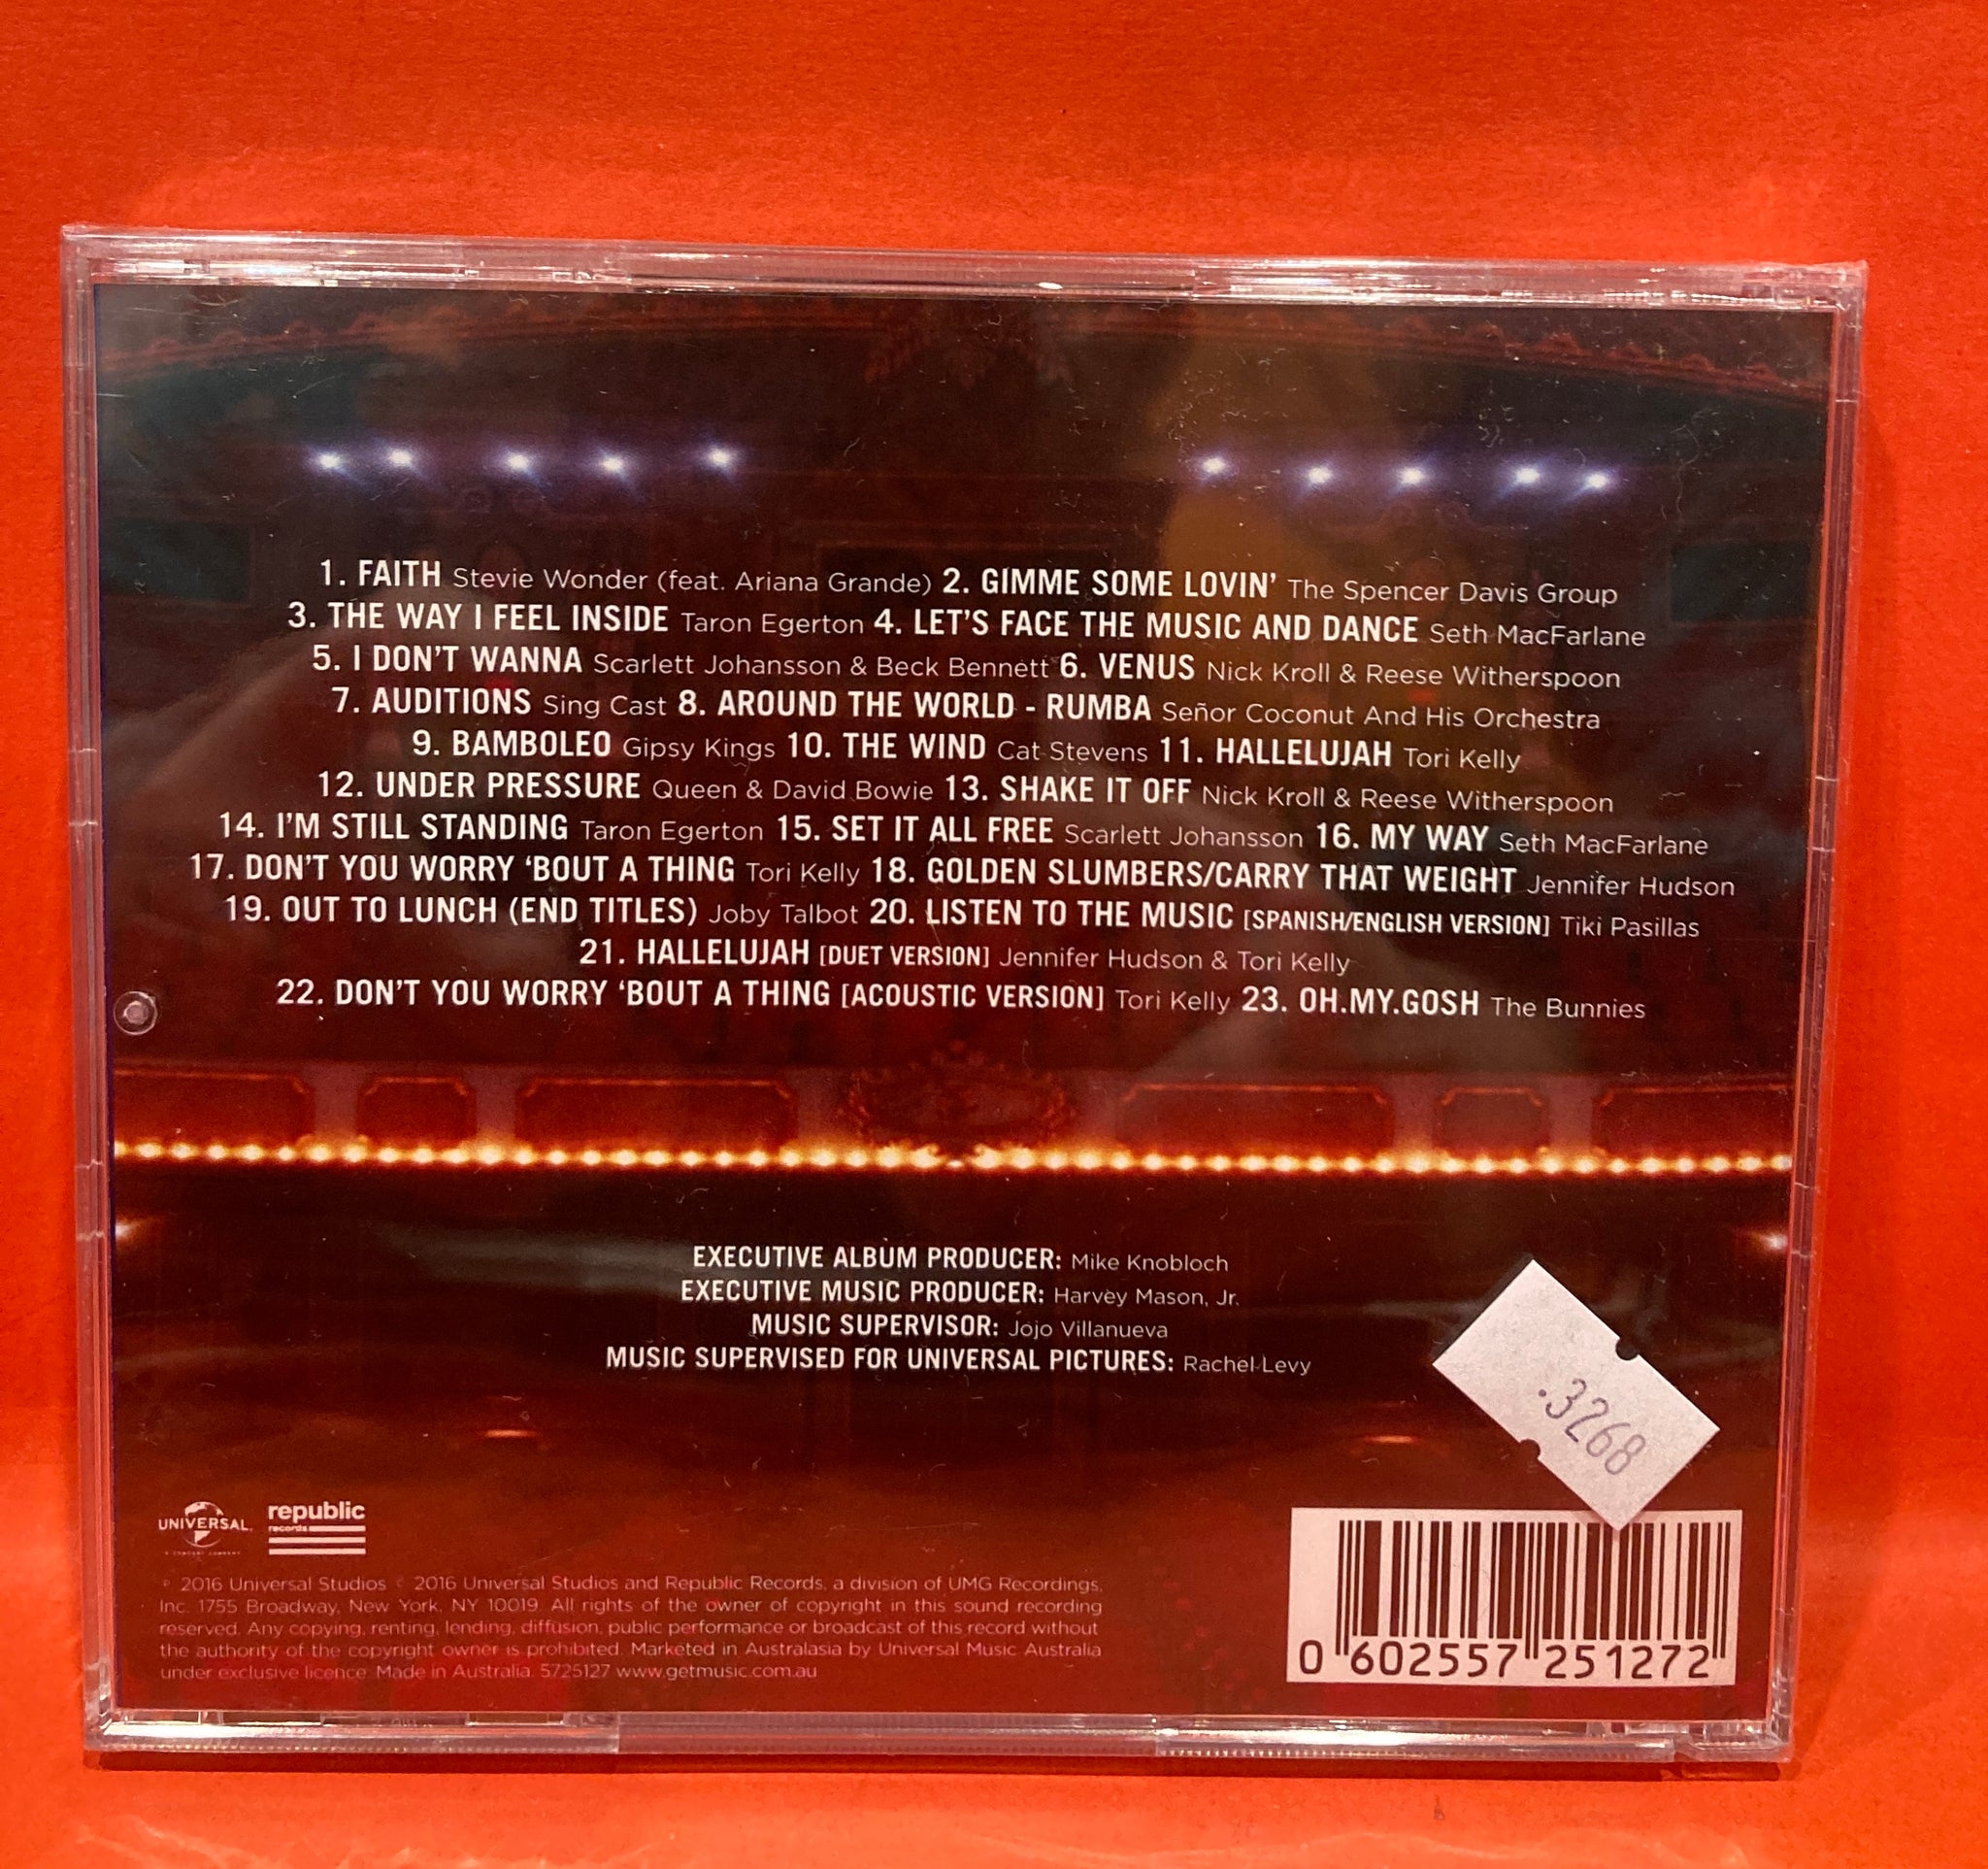 1. FAITH Stevie Wonder (feat. Ariana Grande) 2. GIMME SOME LOVIN' The Spencer Davis Group
3. THE WAY I FEEL INSIDE Taron Egerton 4. LET'S FACE THE MUSIC AND DANCE Seth MacFarlane
5. I DON'T WANNA Scarlett Johansson & Beck Bennett 6. VENUS Nick Kroll & Reese Witherspoon
7. AUDITIONS Sing Cast 8. AROUND THE WORLD - RUMBA Señor Coconut And His Orchestra
9. BAMBOLEO Gipsy Kings 10. THE WIND Cat Stevens 11. HALLELUJAH Tori Kelly
12. UNDER PRESSURE Queen & David Bowie 13. SHAKE IT OFF Nick Kroll & Reese Witherspoon
14. I'M STILL STANDING Taron Egerton 15. SET IT ALL FREE Scarlett Johansson 16. MY WAY Seth MacFarlane
17. DON'T YOU WORRY 'BOUT A THING Tori Kelly 18. GOLDEN SLUMBERS/CARRY THAT WEIGHT Jennifer Hudson
19. OUT TO LUNCH (END TITLES) Joby Talbot 20. LISTEN TO THE MUSIC [SPANISH/ENGLISH VERSION] Tiki Pasillas
21. HALLELUJAH [DUET VERSION] Jennifer Hudson & Tori Kelly
22. DON'T YOU WORRY 'BOUT A THING [ACOUSTIC VERSION] Tori Kelly 23. OH.MY.GOSH The Bunnies
EXECUTIVE ALBUM PRODUCER: Mike Knobloch
EXECUTIVE MUSIC PRODUCER: Harvey Mason, Jr.
MUSIC SUPERVISOR: Jojo Villanueva
MUSIC SUPERVISED FOR UNIVERSAL PICTURES: Rachel Levy
.3268
UNIVERSAL
republic
records
℗ 2016 Universal Studios © 2016 Universal Studios and Republic Records, a division of UMG Recordings,
Inc. 1755 Broadway, New York, NY 10019. All rights of the owner of copyright in this sound recording
reserved. Any copying, renting, lending, diffusion, public performance or broadcast of this record without
the authority of the copyright owner is prohibited. Marketed in Australasia by Universal Music Australia
under exclusive licence. Made in Australia. 5725127 www.getmusic.com.au
0 602557 251272